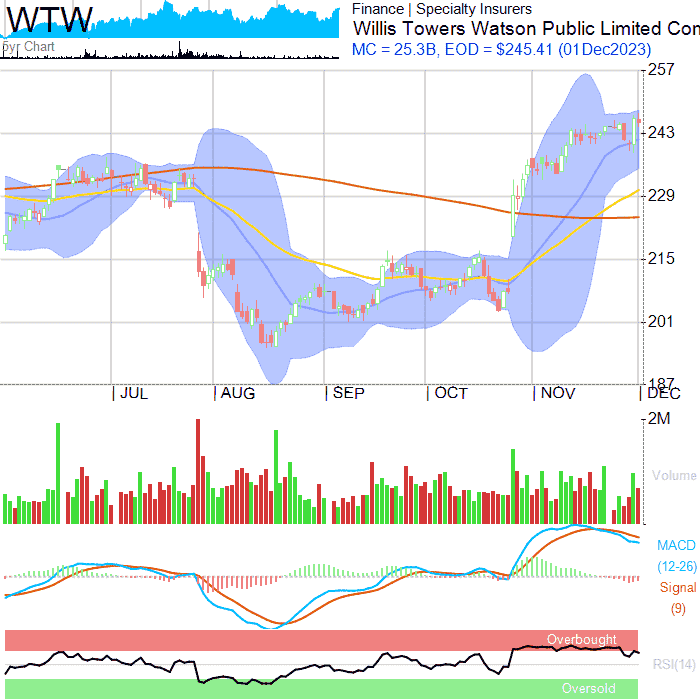 WTW
5yr Chart
Finance | Specialty Insurers
Willis Towers Watson Public Limited Con
MC = 25.3B, EOD = $245.41 (01Dec2023)
257
243
229
215
201
187
| JUL | AUG | SEP | OCT | NOV | DEC
2M
Volume
MACD
(12-26)
Signal
(9)
Overbought
RSI(14)
Oversold